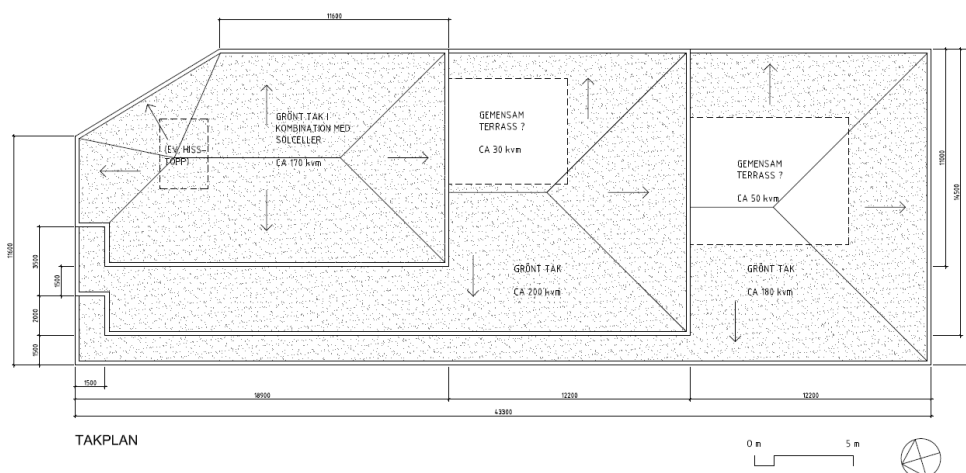 11600
GRÖNT TAK I
KOMBINATION MED
SOLCELLER
CA 170 kvm
(EV. HISS-
TOPP)
GEMENSAM
TERRASS ?
CA 30 kvm
GEMENSAM
TERRASS ?
CA 50 kvm
GRÖNT TAK
CA 200 kvm
GRÖNT TAK
CA 180 kvm
11000
14500
11600
3500
1500
2000
1500
1500
18900
12200
12200
43300
TAKPLAN
0 m
5 m